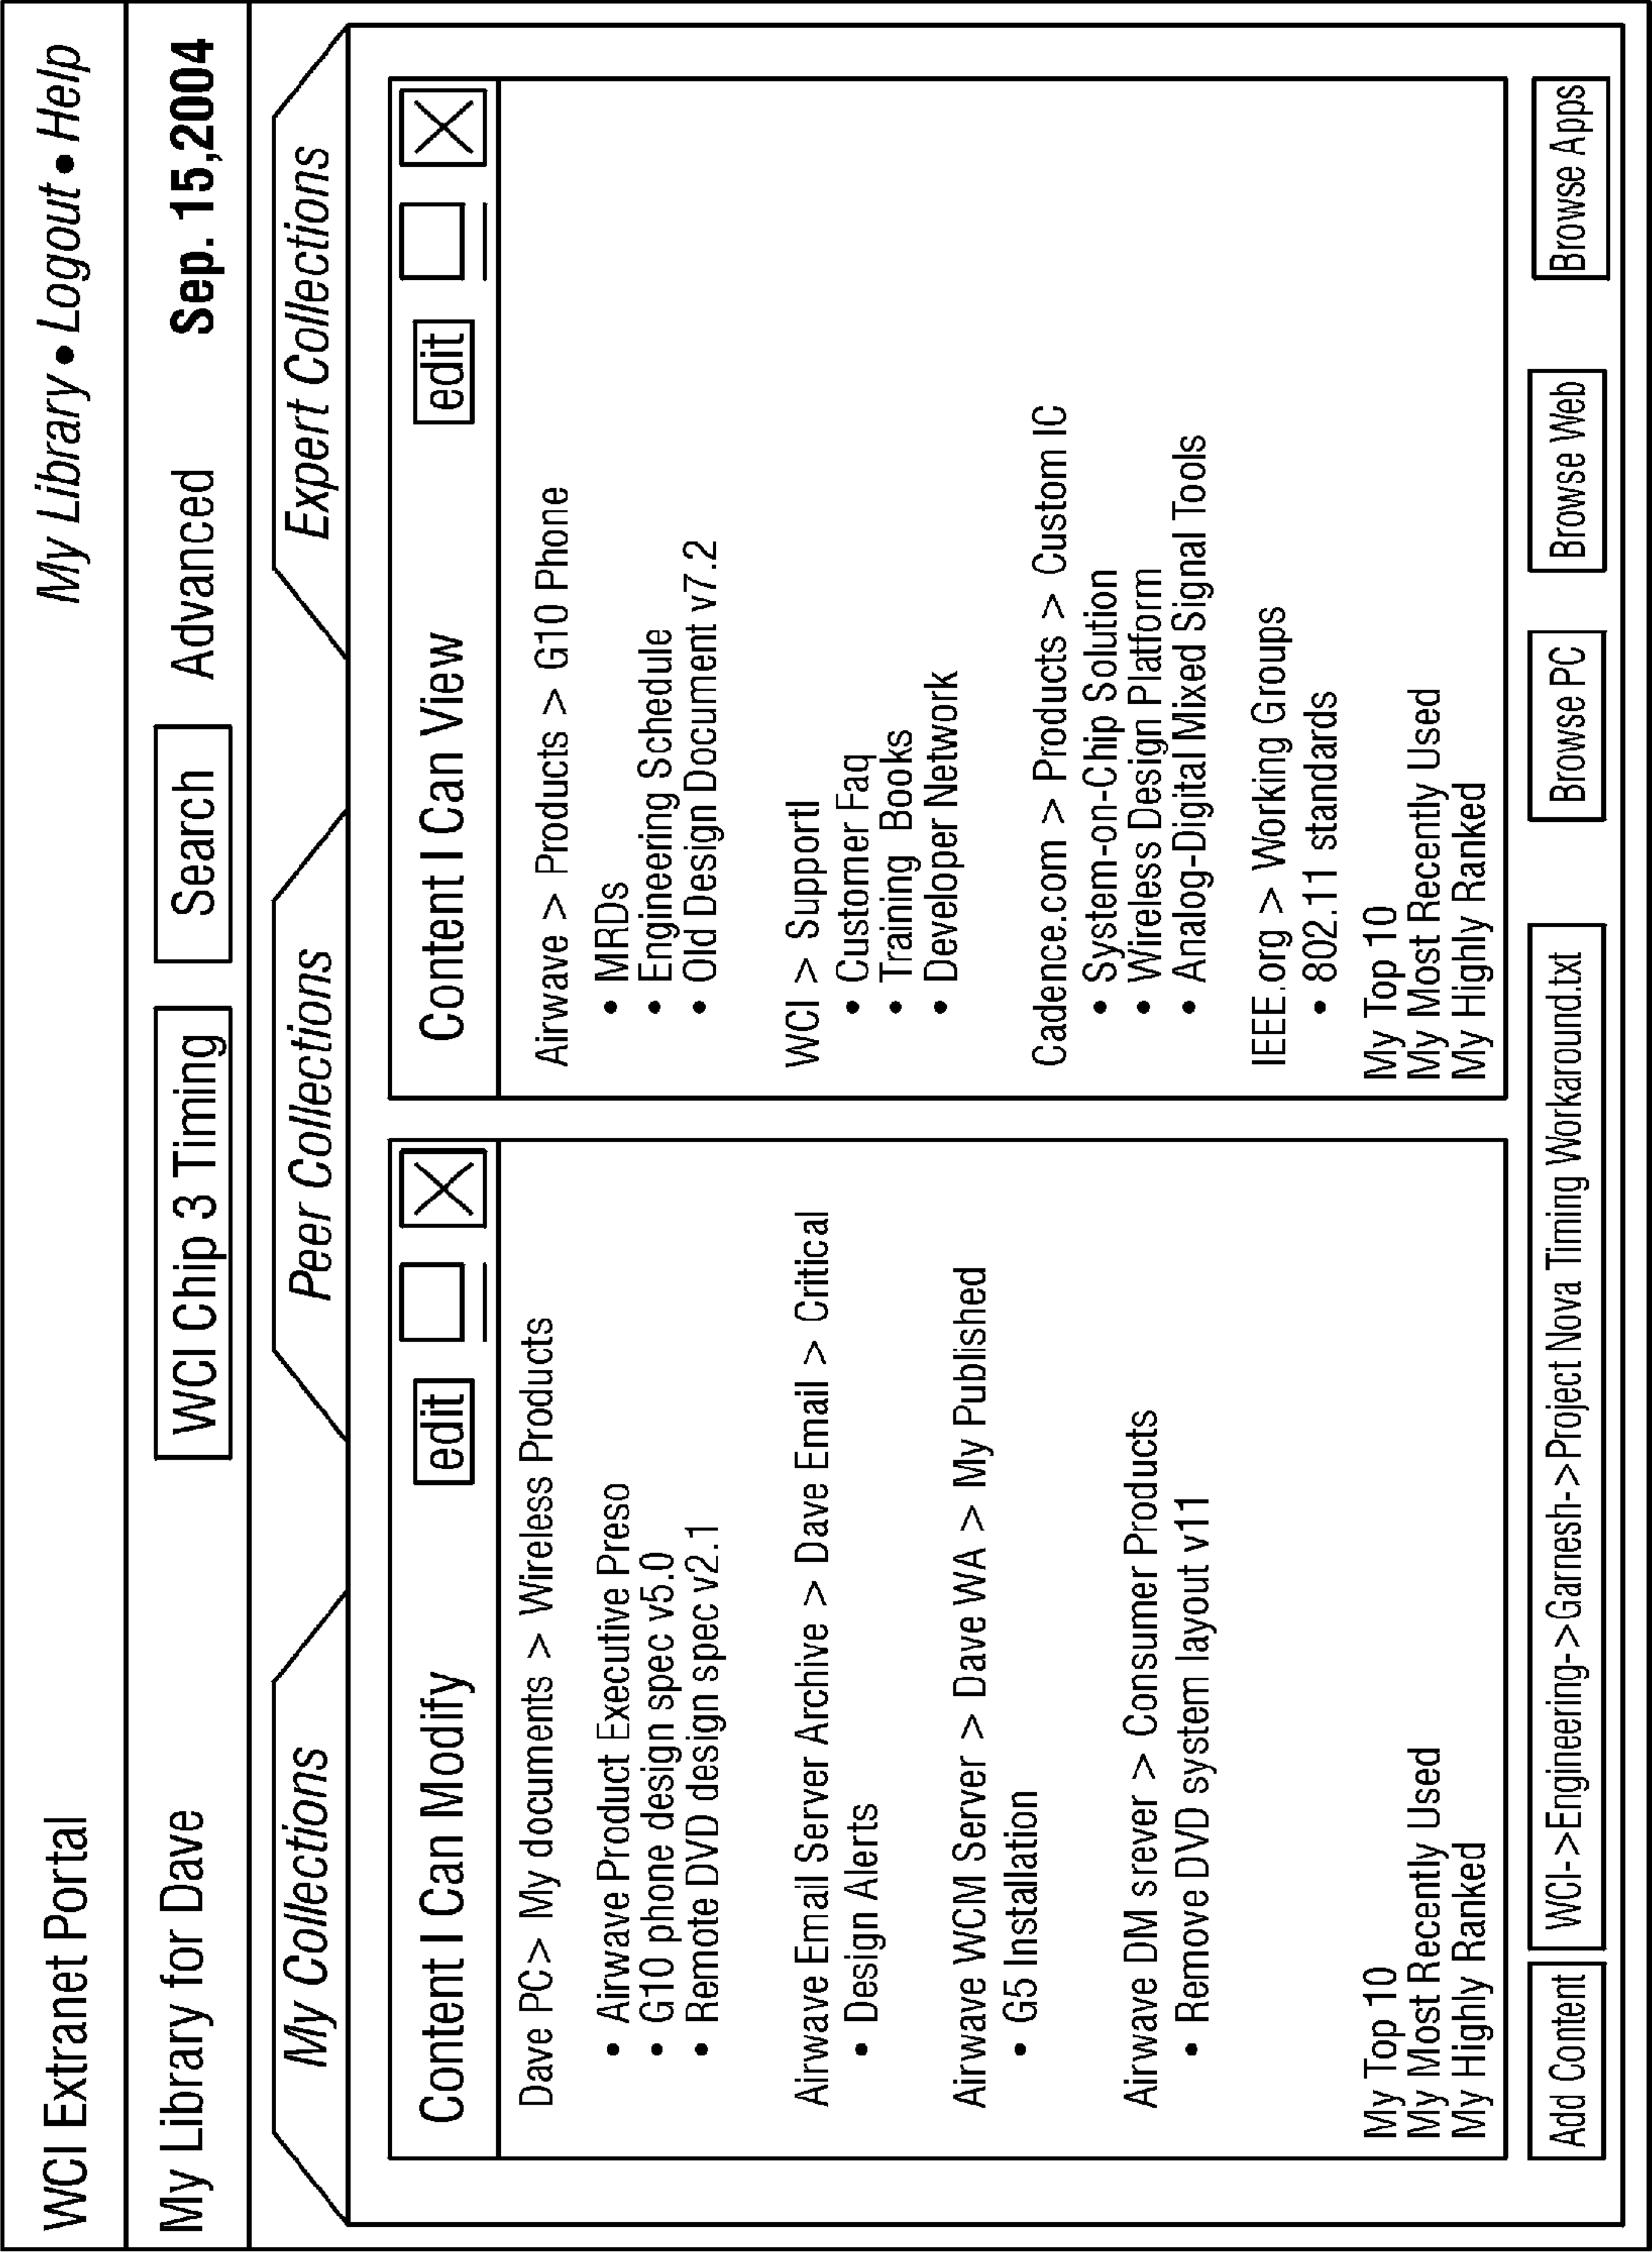 WCI Extranet Portal
My Library • Logout • Help
My Library for Dave
WCI Chip 3 Timing
Search
Advanced
Sep. 15,2004
My Collections
Peer Collections
Expert Collections
Content I Can Modify
edit
Dave PC> My documents > Wireless Products
• Airwave Product Executive Preso
• G10 phone design spec v5.0
• Remote DVD design spec v2.1
Airwave Email Server Archive > Dave Email > Critical
• Design Alerts
Airwave WCM Server > Dave WA > My Published
• G5 Installation
Airwave DM srever > Consumer Products
• Remove DVD system layout v11
My Top 10
My Most Recently Used
My Highly Ranked
Content I Can View
edit
Airwave > Products > G10 Phone
• MRDs
• Engineering Schedule
• Old Design Document v7.2
WCI > Supportl
• Customer Faq
• Training Books
• Developer Network
Cadence.com > Products > Custom IC
• System-on-Chip Solution
• Wireless Design Platform
• Analog-Digital Mixed Signal Tools
IEEE.org > Working Groups
• 802.11 standards
My Top 10
My Most Recently Used
My Highly Ranked
Add Content
WCI->Engineering->Garnesh->Project Nova Timing Workaround.txt
Browse PC
Browse Web
Browse Apps